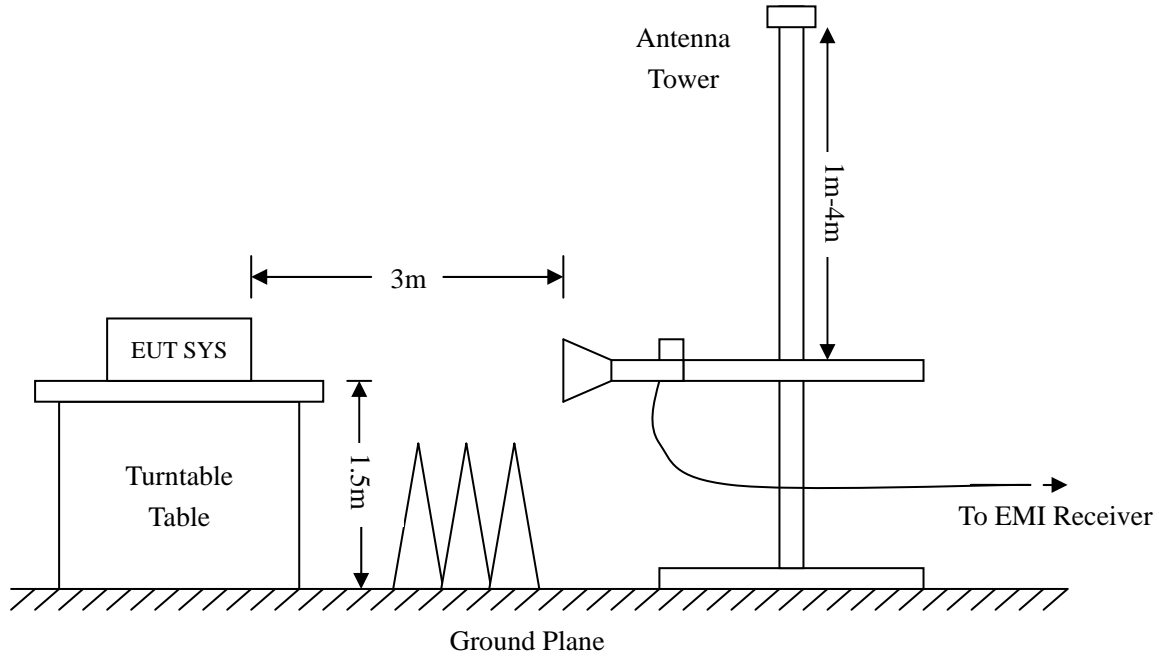 Antenna
Tower
1m-4m
3m
EUT SYS
1.5m
Turntable
Table
To EMI Receiver
Ground Plane